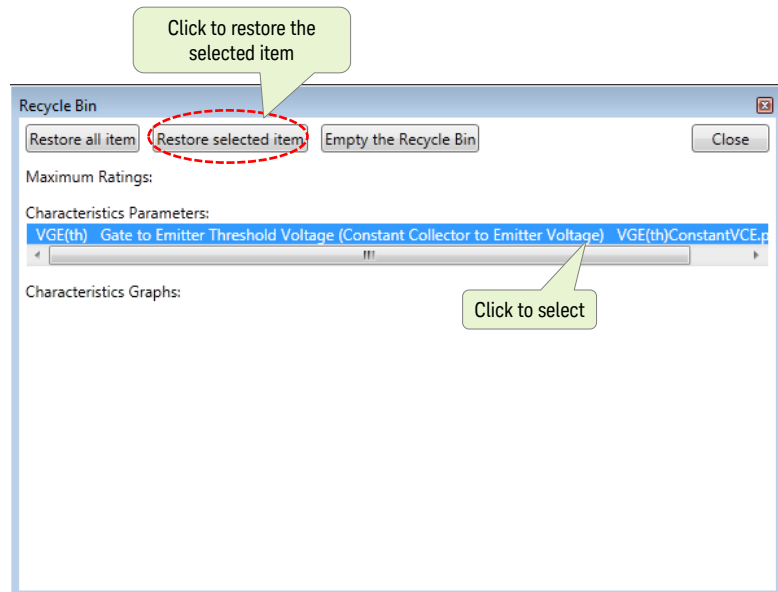 Click to restore the
selected item
Recycle Bin
Restore all item Restore selected item Empty the Recycle Bin Close
Maximum Ratings:
Characteristics Parameters:
VGE(th) Gate to Emitter Threshold Voltage (Constant Collector to Emitter Voltage) VGE(th)ConstantVCE.p
Characteristics Graphs:
Click to select